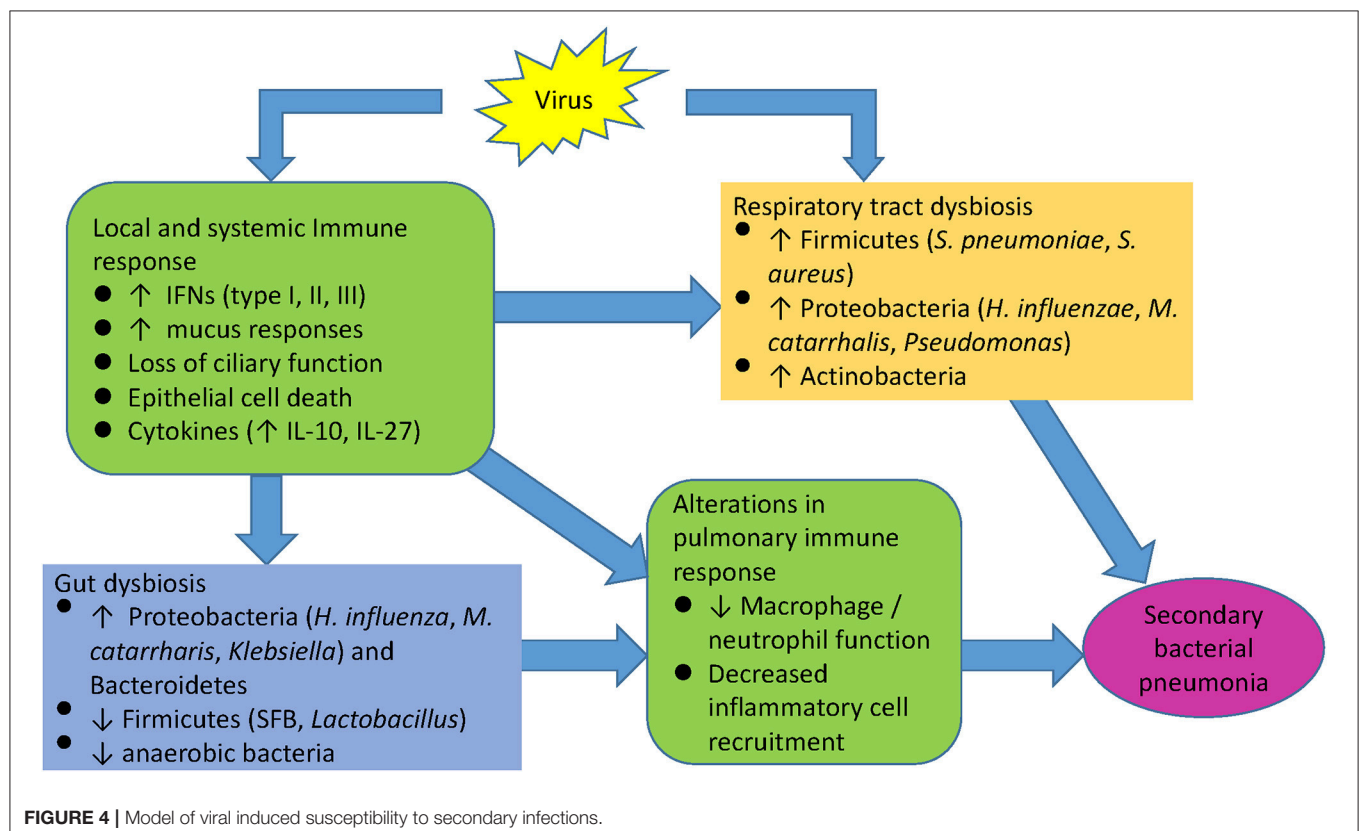 Virus
Local and systemic Immune
response
● ↑ IFNs (type I, II, III)
● ↑ mucus responses
● Loss of ciliary function
● Epithelial cell death
● Cytokines (↑ IL-10, IL-27)
Respiratory tract dysbiosis
● ↑ Firmicutes (S. pneumoniae, S.
aureus)
● ↑ Proteobacteria (H. influenzae, M.
catarrhalis, Pseudomonas)
● ↑ Actinobacteria
Gut dysbiosis
● ↑ Proteobacteria (H. influenza, M.
catarrharis, Klebsiella) and
Bacteroidetes
● ↓ Firmicutes (SFB, Lactobacillus)
● ↓ anaerobic bacteria
Alterations in
pulmonary immune
response
● ↓ Macrophage /
neutrophil function
● Decreased
inflammatory cell
recruitment
Secondary
bacterial
pneumonia
FIGURE 4 | Model of viral induced susceptibility to secondary infections.